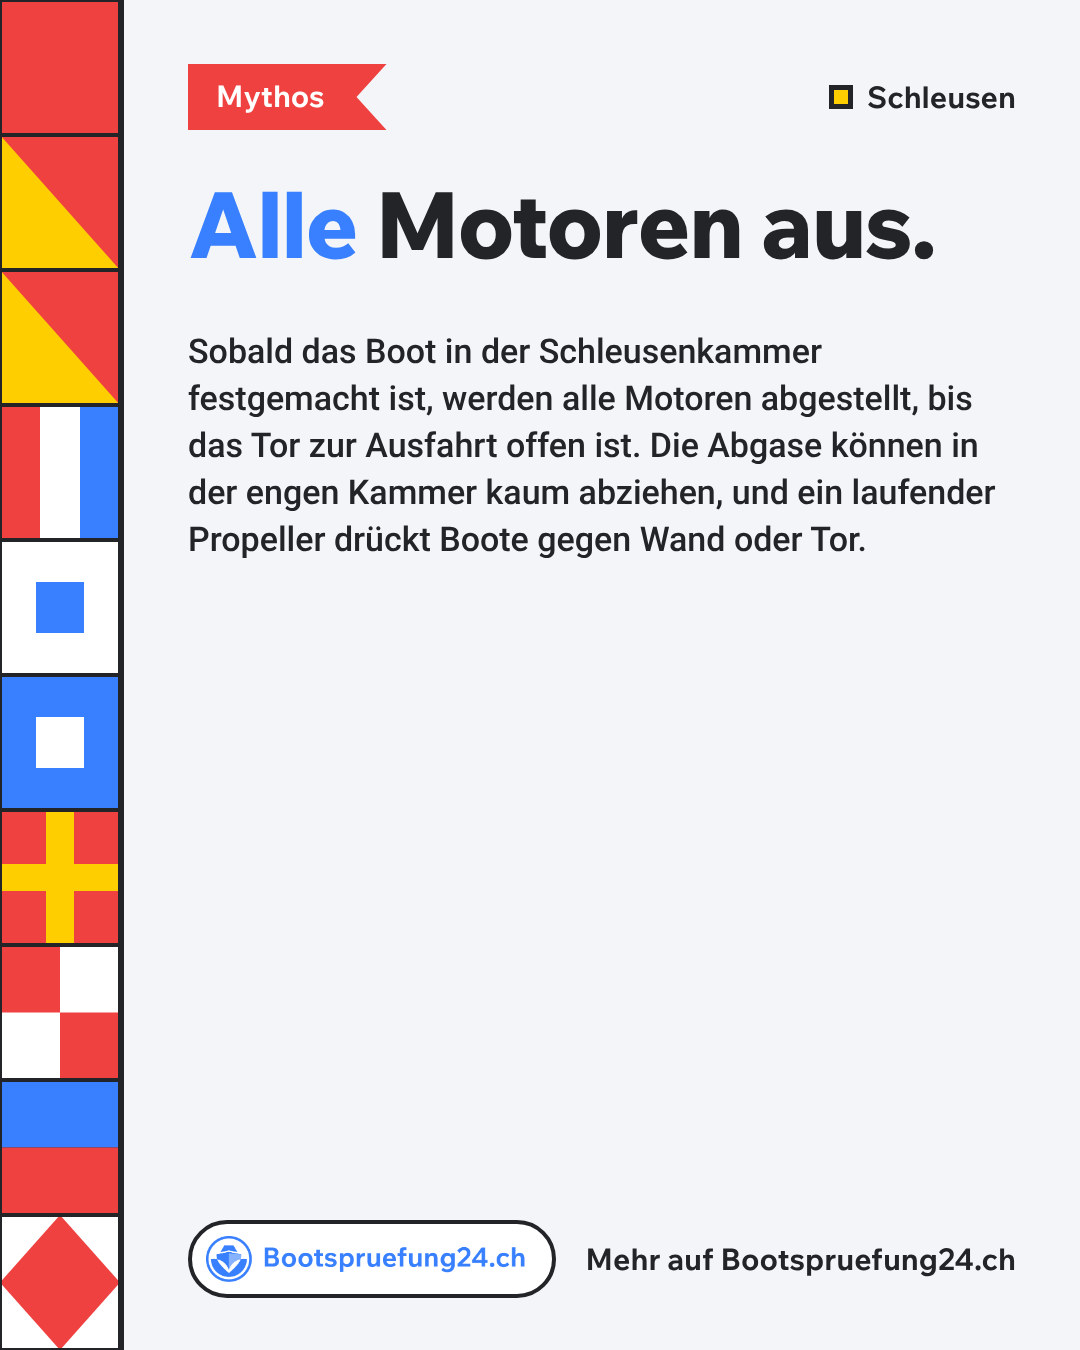 Mythos
Schleusen
Alle Motoren aus.
Sobald das Boot in der Schleusenkammer
festgemacht ist, werden alle Motoren abgestellt, bis
das Tor zur Ausfahrt offen ist. Die Abgase können in
der engen Kammer kaum abziehen, und ein laufender
Propeller drückt Boote gegen Wand oder Tor.
Bootspruefung24.ch
Mehr auf Bootspruefung24.ch